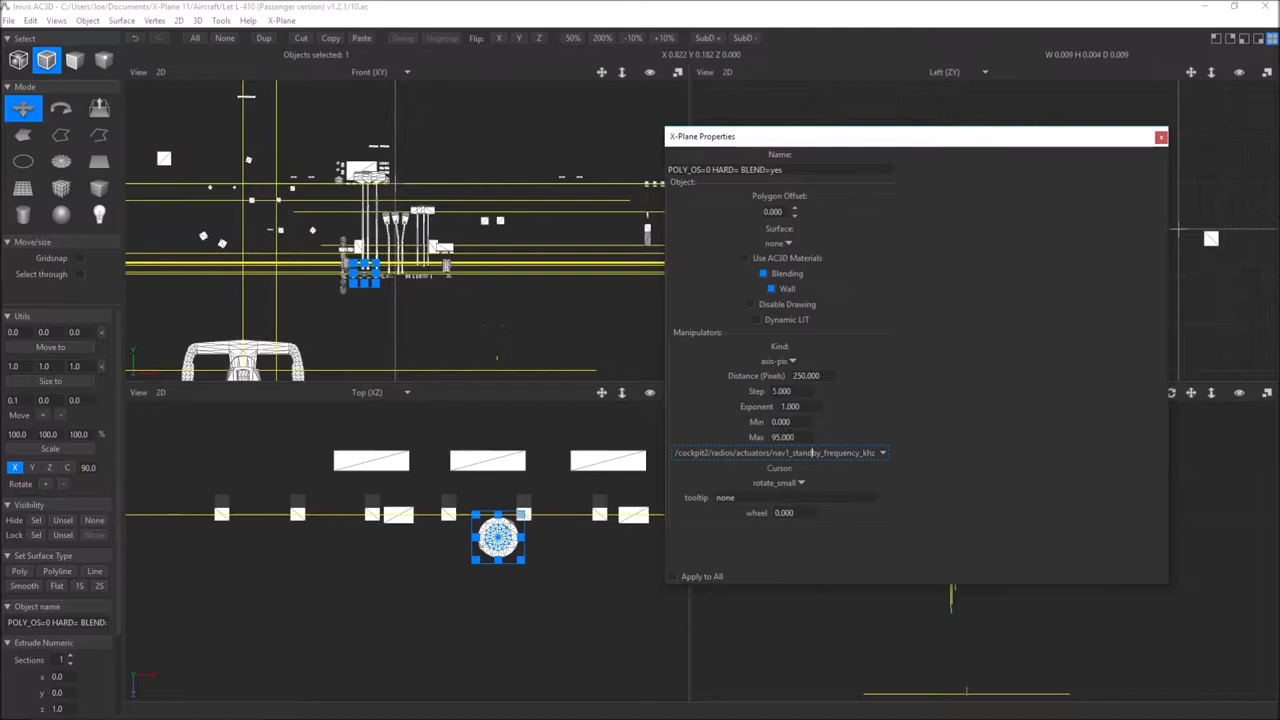 Inivis AC3D - C:/Users/Joe/Documents/X-Plane 11/Aircraft/Let L-410 (Passenger version) v1.2.1/10.ac
File Edit Views Object Surface Vertex 2D 3D Tools Help X-Plane
Select All None Dup Cut Copy Paste Group Ungroup Flip: X Y Z 50% 200% -10% +10% SubD - SubD -
Objects selected: 1 X 0.822 Y 0.182 Z 0.000 W 0.009 H 0.004 D 0.009
View 2D Front (XY) View 2D Left (ZY)
Mode
Move/size
Gridsnap
Select through
Utils
0.0 0.0 0.0 <
Move to
1.0 1.0 1.0 <
Size to
0.1 0.0 0.0
Move + -
100.0 100.0 100.0 %
Scale
X Y Z C 90.0
Rotate + -
Visibility
Hide Sel Unsel None
Lock Sel Unsel None
Set Surface Type
Poly Polyline Line
Smooth Flat 1S 2S
Object name
POLY_OS=0 HARD= BLEND=
Extrude Numeric
Sections 1
x 0.0
y 0.0
z 1.0
View 2D Top (XZ)
X-Plane Properties
Name:
POLY_OS=0 HARD= BLEND=yes
Object:
Polygon Offset:
0.000
Surface:
none
Use AC3D Materials
Blending
Wall
Disable Drawing
Dynamic LIT
Manipulators:
Kind:
axis-pix
Distance (Pixels) 250.000
Step 5.000
Exponent 1.000
Min 0.000
Max 95.000
/cockpit2/radios/actuators/nav1_standby_frequency_khz
Cursor:
rotate_small
tooltip none
wheel 0.000
Apply to All